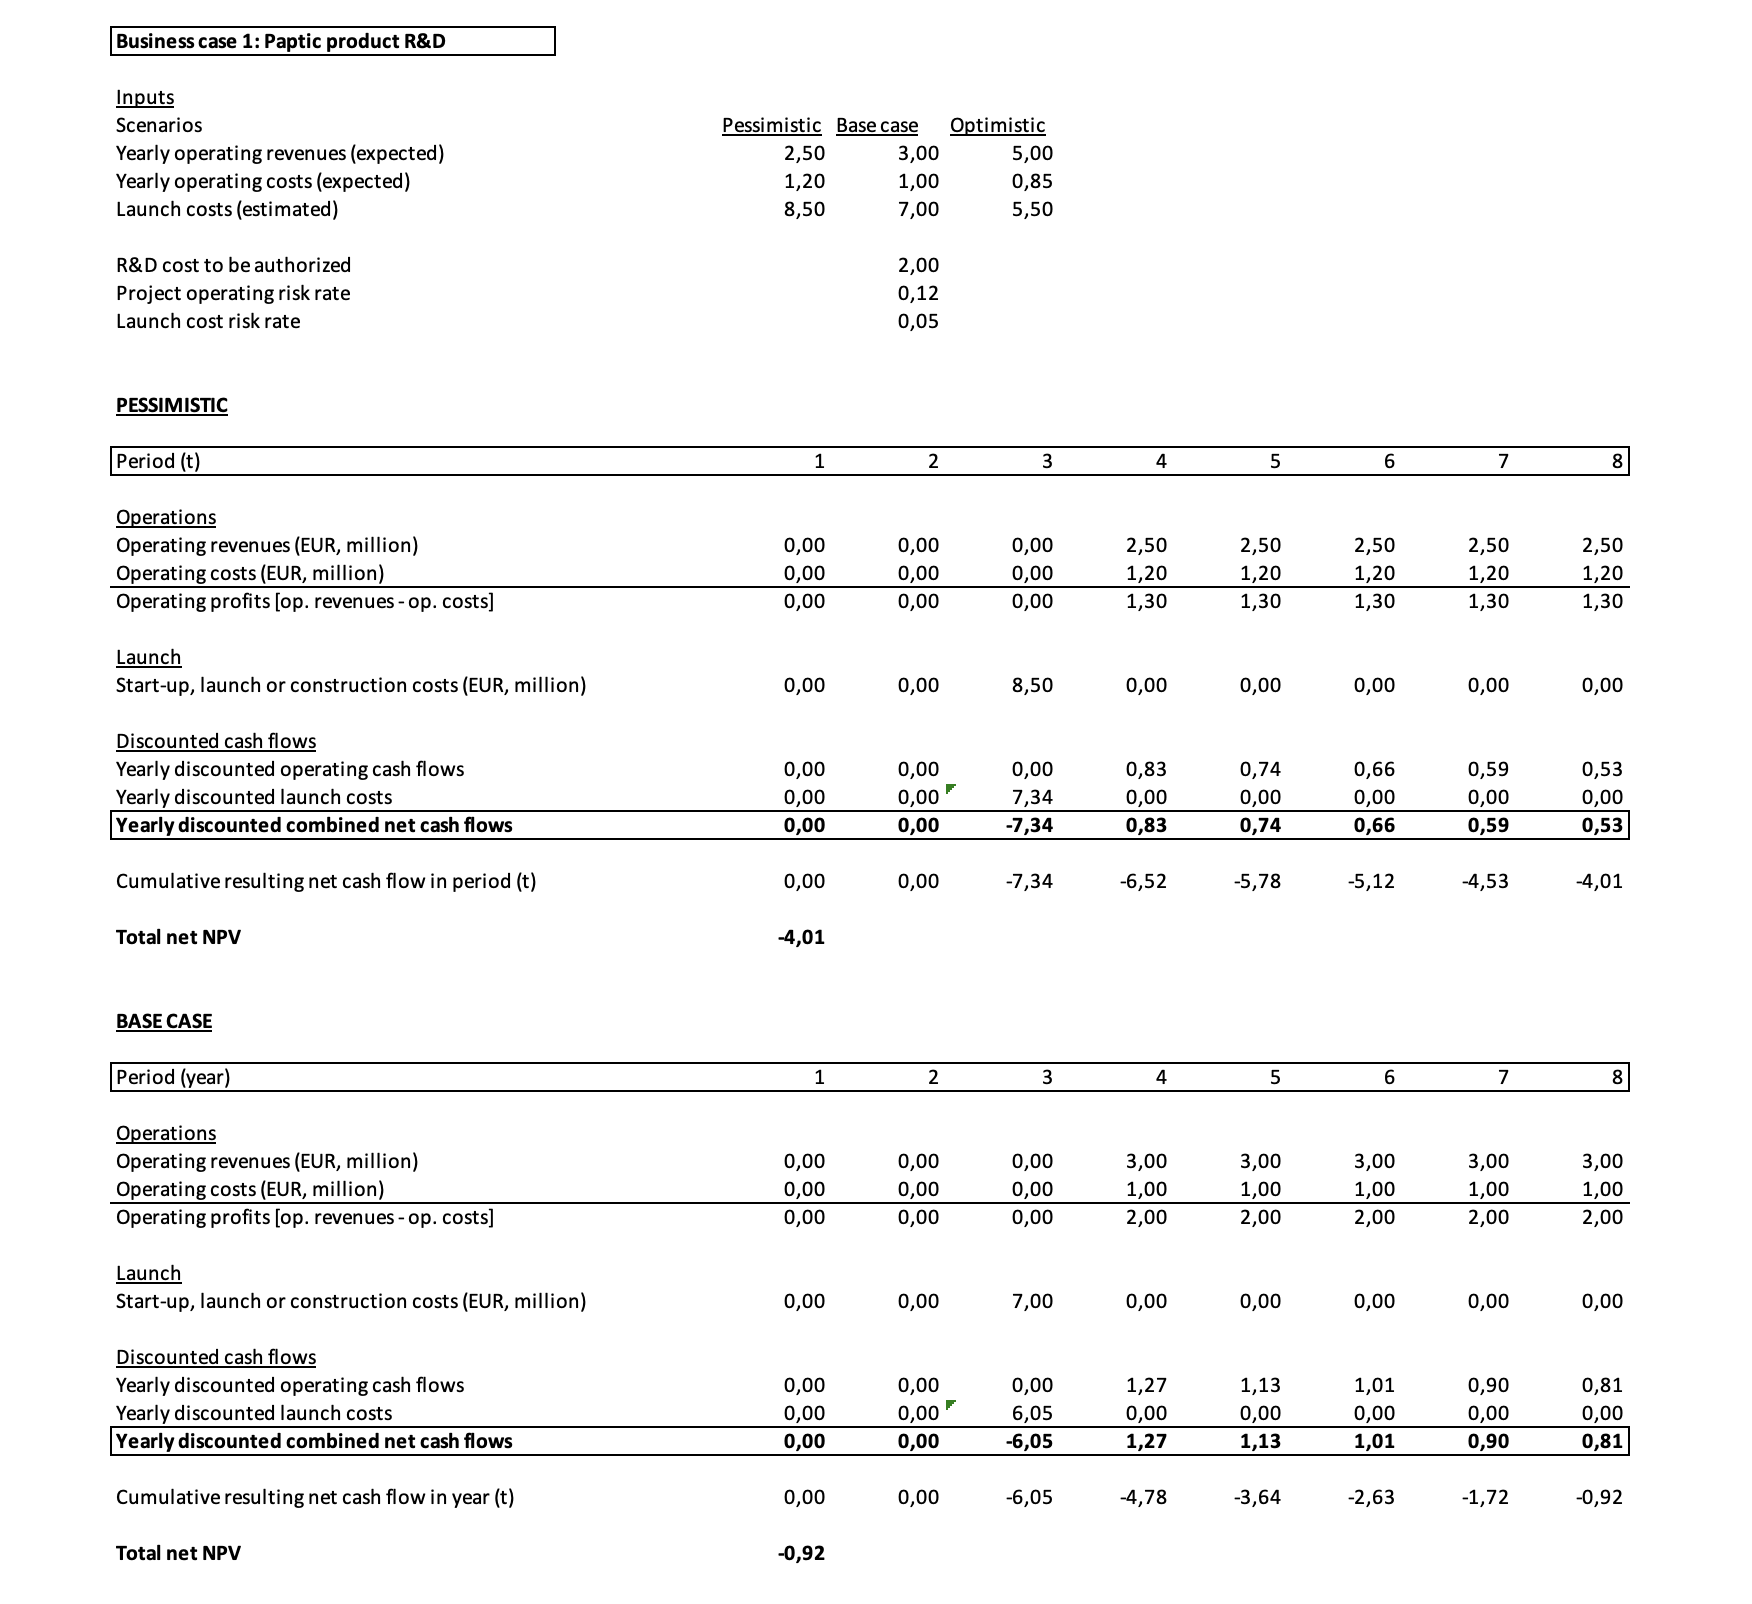 Business case 1: Paptic product R&D
Inputs
Scenarios Pessimistic Base case Optimistic
Yearly operating revenues (expected) 2,50 3,00 5,00
Yearly operating costs (expected) 1,20 1,00 0,85
Launch costs (estimated) 8,50 7,00 5,50
R&D cost to be authorized 2,00
Project operating risk rate 0,12
Launch cost risk rate 0,05
PESSIMISTIC
Period (t) 1 2 3 4 5 6 7 8
Operations
Operating revenues (EUR, million) 0,00 0,00 0,00 2,50 2,50 2,50 2,50 2,50
Operating costs (EUR, million) 0,00 0,00 0,00 1,20 1,20 1,20 1,20 1,20
Operating profits [op. revenues - op. costs] 0,00 0,00 0,00 1,30 1,30 1,30 1,30 1,30
Launch
Start-up, launch or construction costs (EUR, million) 0,00 0,00 8,50 0,00 0,00 0,00 0,00 0,00
Discounted cash flows
Yearly discounted operating cash flows 0,00 0,00 0,00 0,83 0,74 0,66 0,59 0,53
Yearly discounted launch costs 0,00 0,00 7,34 0,00 0,00 0,00 0,00 0,00
Yearly discounted combined net cash flows 0,00 0,00 -7,34 0,83 0,74 0,66 0,59 0,53
Cumulative resulting net cash flow in period (t) 0,00 0,00 -7,34 -6,52 -5,78 -5,12 -4,53 -4,01
Total net NPV -4,01
BASE CASE
Period (year) 1 2 3 4 5 6 7 8
Operations
Operating revenues (EUR, million) 0,00 0,00 0,00 3,00 3,00 3,00 3,00 3,00
Operating costs (EUR, million) 0,00 0,00 0,00 1,00 1,00 1,00 1,00 1,00
Operating profits [op. revenues - op. costs] 0,00 0,00 0,00 2,00 2,00 2,00 2,00 2,00
Launch
Start-up, launch or construction costs (EUR, million) 0,00 0,00 7,00 0,00 0,00 0,00 0,00 0,00
Discounted cash flows
Yearly discounted operating cash flows 0,00 0,00 0,00 1,27 1,13 1,01 0,90 0,81
Yearly discounted launch costs 0,00 0,00 6,05 0,00 0,00 0,00 0,00 0,00
Yearly discounted combined net cash flows 0,00 0,00 -6,05 1,27 1,13 1,01 0,90 0,81
Cumulative resulting net cash flow in year (t) 0,00 0,00 -6,05 -4,78 -3,64 -2,63 -1,72 -0,92
Total net NPV -0,92